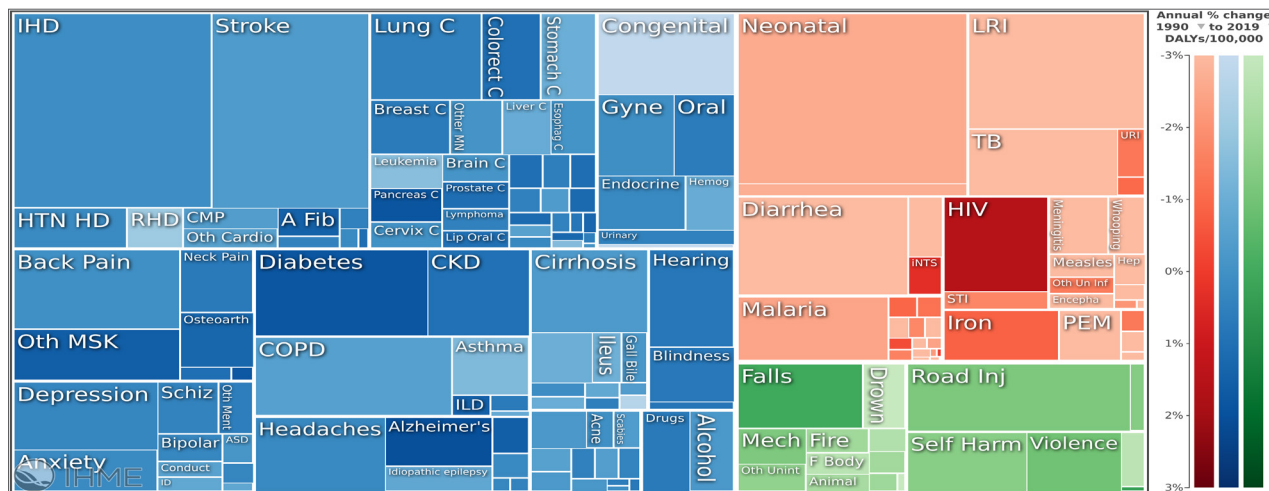 IHD
Stroke
HTN HD
RHD
CMP
Oth Cardio
A Fib
Lung C
Colorect C
Stomach C
Breast C
Other MN
Liver C
Esophag C
Leukemia
Brain C
Pancreas C
Prostate C
Lymphoma
Cervix C
Lip Oral C
Congenital
Gyne
Oral
Endocrine
Hemog
Urinary
Back Pain
Neck Pain
Osteoarth
Oth MSK
Diabetes
CKD
COPD
Asthma
ILD
Cirrhosis
Ileus
Gall Bile
Hearing
Blindness
Depression
Anxiety
Schiz
Oth Ment
Bipolar
ASD
Conduct
ID
Headaches
Alzheimer's
Idiopathic epilepsy
Acne
Scabies
Drugs
Alcohol
IHME
Neonatal
LRI
TB
URI
Diarrhea
iNTS
HIV
STI
Meningitis
Whooping
Measles
Hep
Oth Un Inf
Encepha
Malaria
Iron
PEM
Falls
Drown
Road Inj
Mech
Fire
Oth Unint
F Body
Animal
Self Harm
Violence
Annual % change
1990 ▼ to 2019
DALYs/100,000
-3%
-2%
-1%
0%
1%
2%
3%